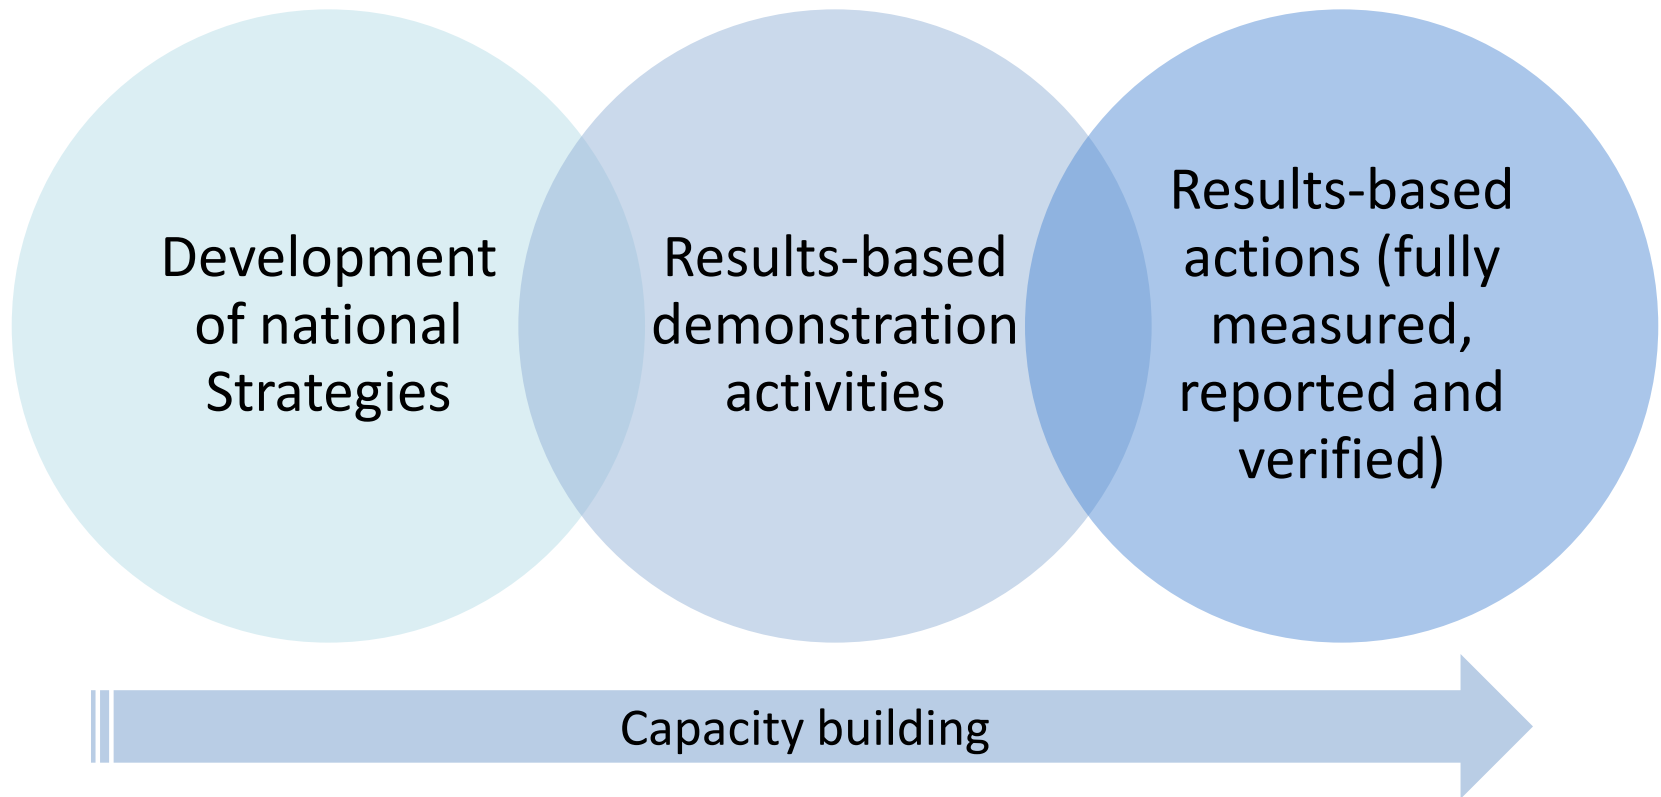 Development
of national
Strategies
Results-based
demonstration
activities
Results-based
actions (fully
measured,
reported and
verified)
Capacity building